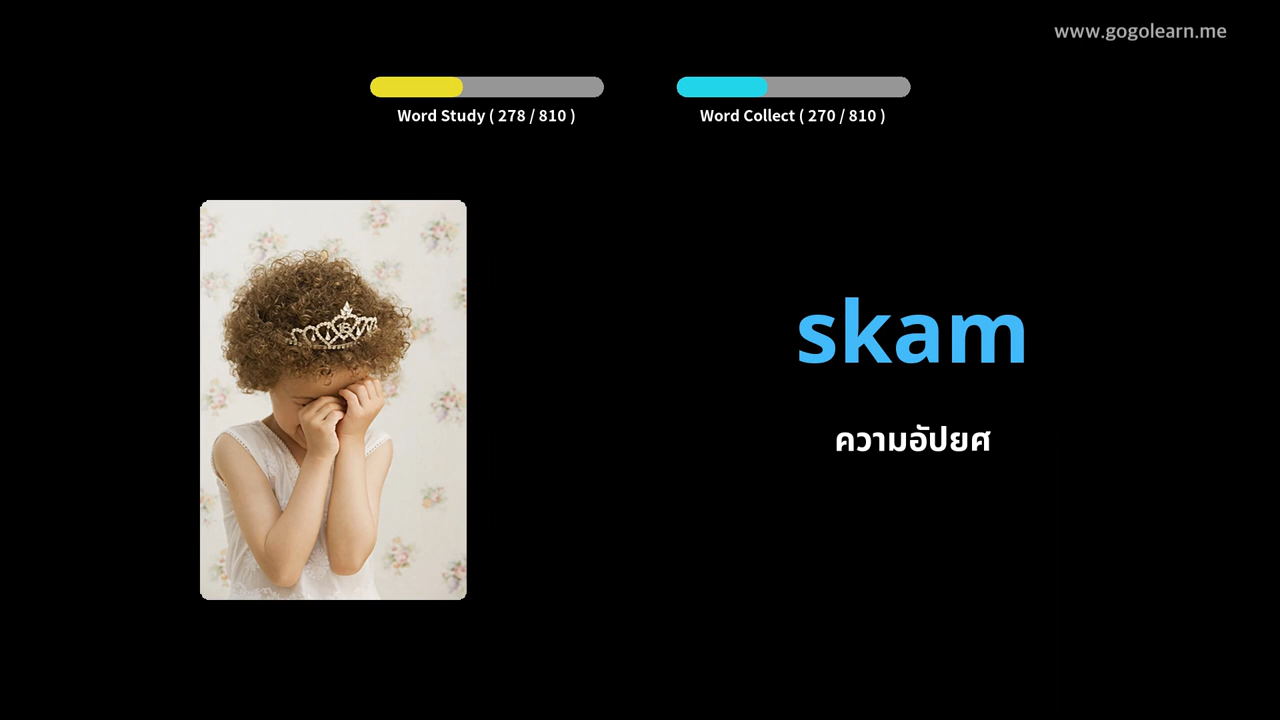 www.gogolearn.me
Word Study ( 278 / 810 )
Word Collect ( 270 / 810 )
skam
ความอัปยศ